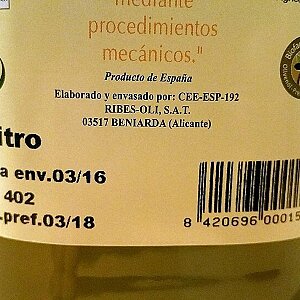 mediante
procedimientos
mecánicos."
Producto de España
Elaborado y envasado por: CEE-ESP-192
RIBES-OLI, S.A.T.
03517 BENIARDA (Alicante)
itro
a env.03/16
402
-pref.03/18
8 420696 00015